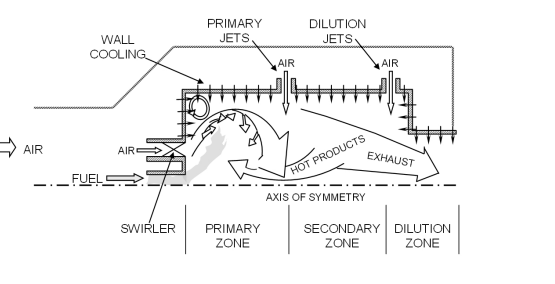 PRIMARY
JETS
DILUTION
JETS
WALL
COOLING
AIR
AIR
AIR
AIR
HOT PRODUCTS
EXHAUST
FUEL
AXIS OF SYMMETRY
SWIRLER
PRIMARY
ZONE
SECONDARY
ZONE
DILUTION
ZONE